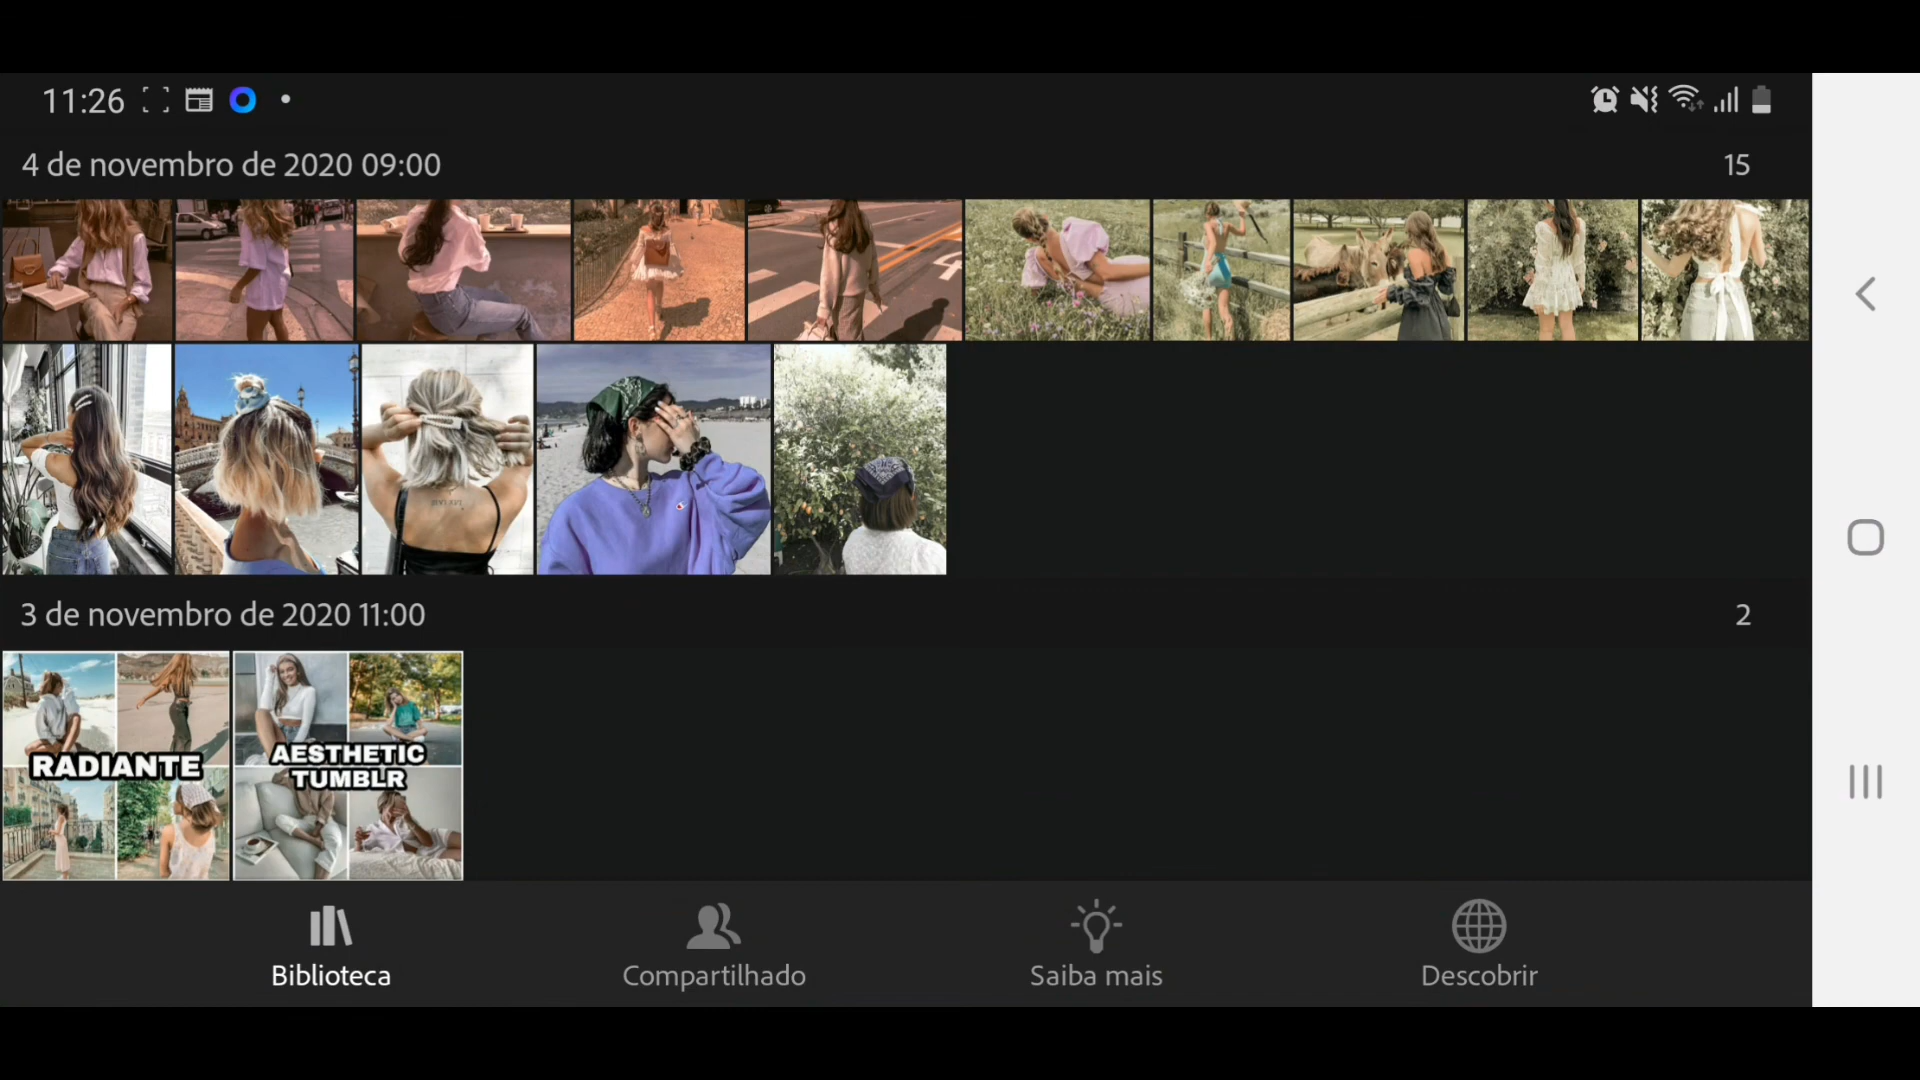 11:26
4 de novembro de 2020 09:00
15
3 de novembro de 2020 11:00
2
RADIANTE
AESTHETIC
TUMBLR
Biblioteca
Compartilhado
Saiba mais
Descobrir